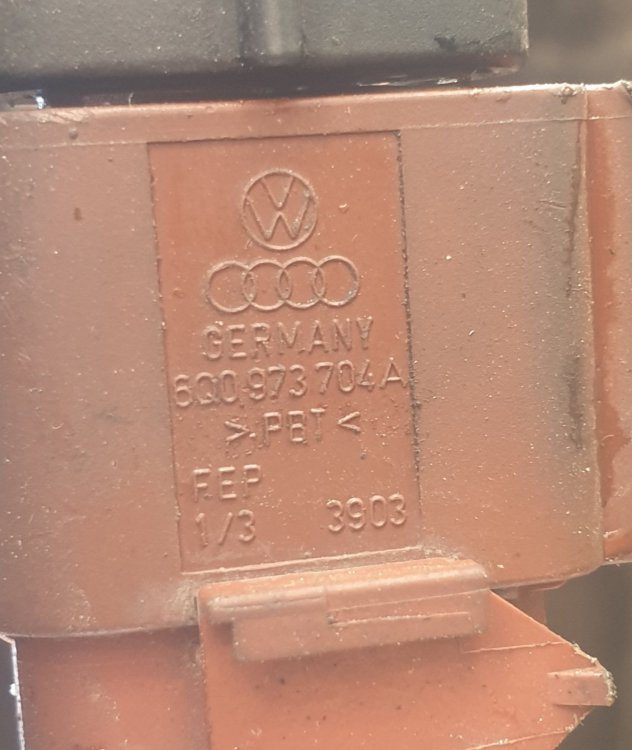 GERMANY
6Q0 973 704 A
>PBT<
FEP
1/3 3903